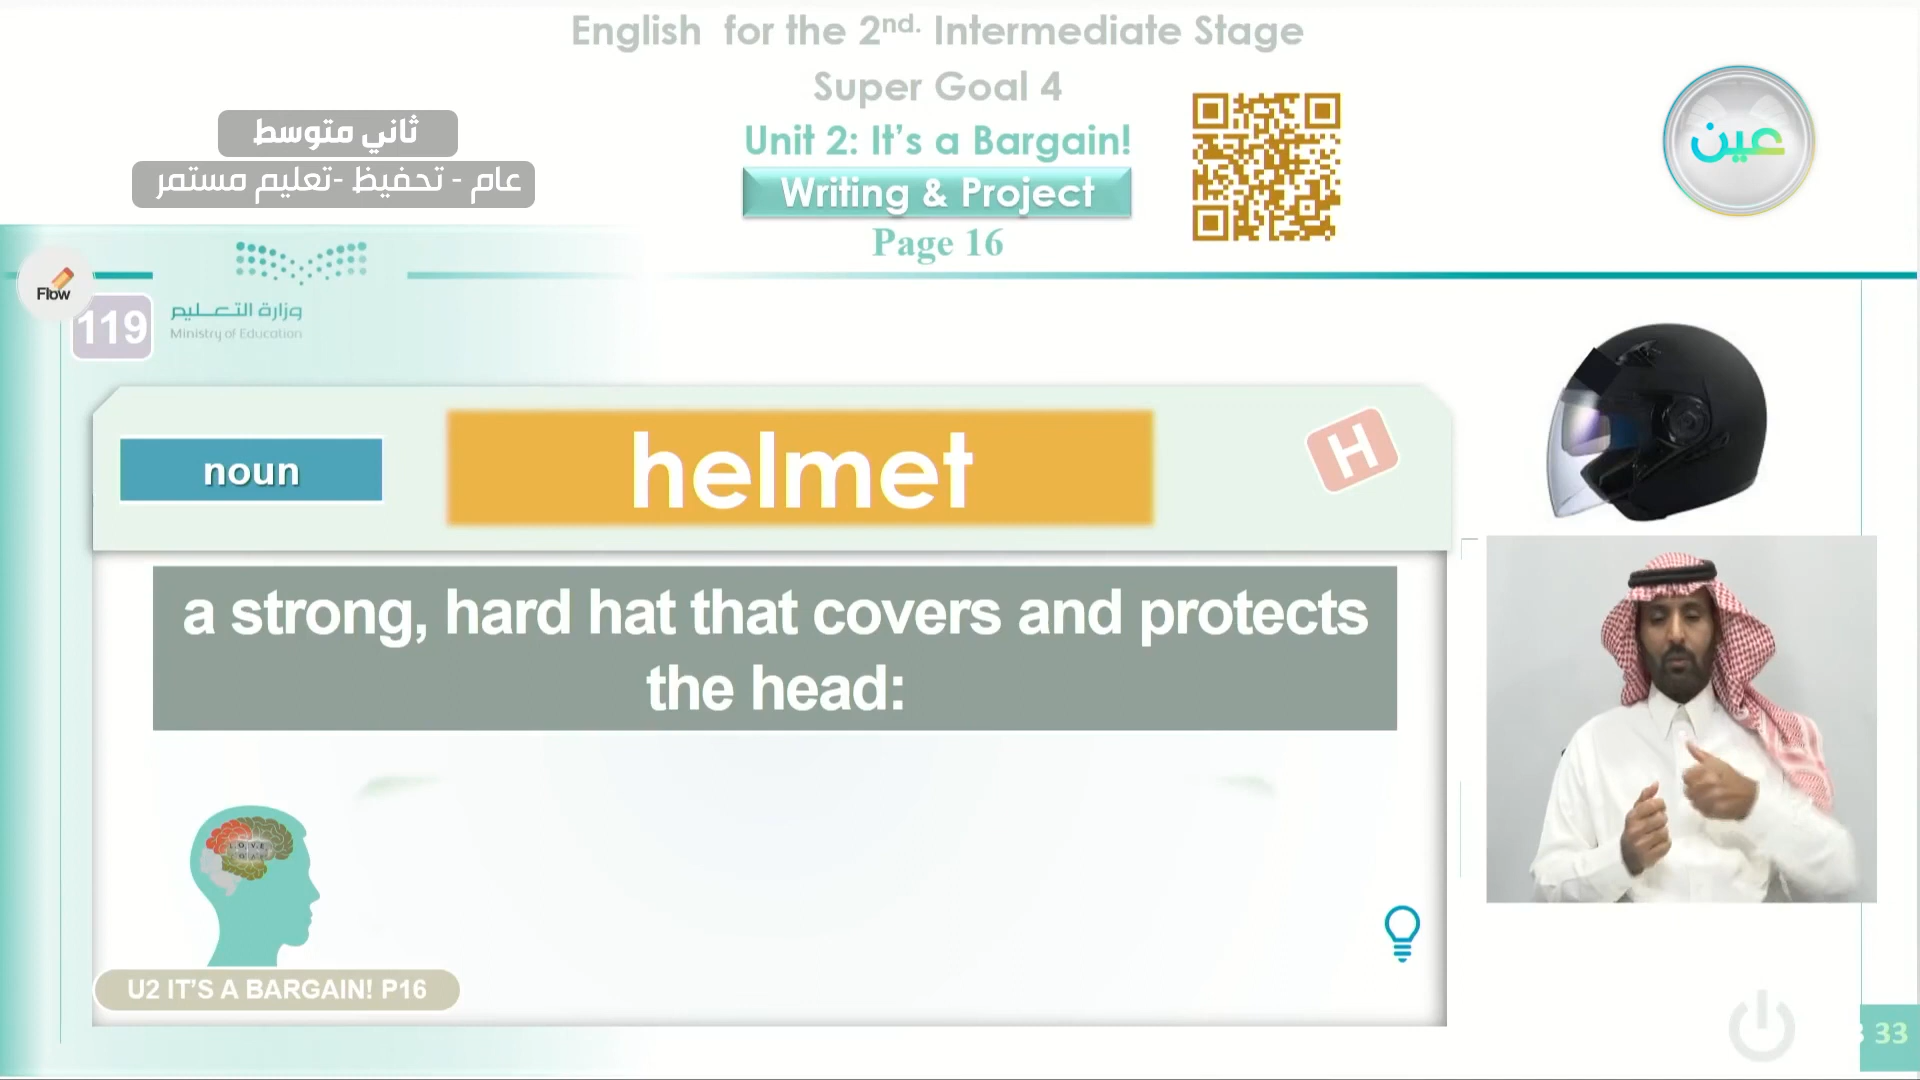 English for the 2nd. Intermediate Stage
Super Goal 4
Unit 2: It's a Bargain!
Writing & Project
Page 16
ثاني متوسط
عام - تحفيظ -تعليم مستمر
عين
Flow
119
وزارة التعليم
Ministry of Education
noun
helmet
H
a strong, hard hat that covers and protects
the head:
LOVE
U2 IT'S A BARGAIN! P16
33